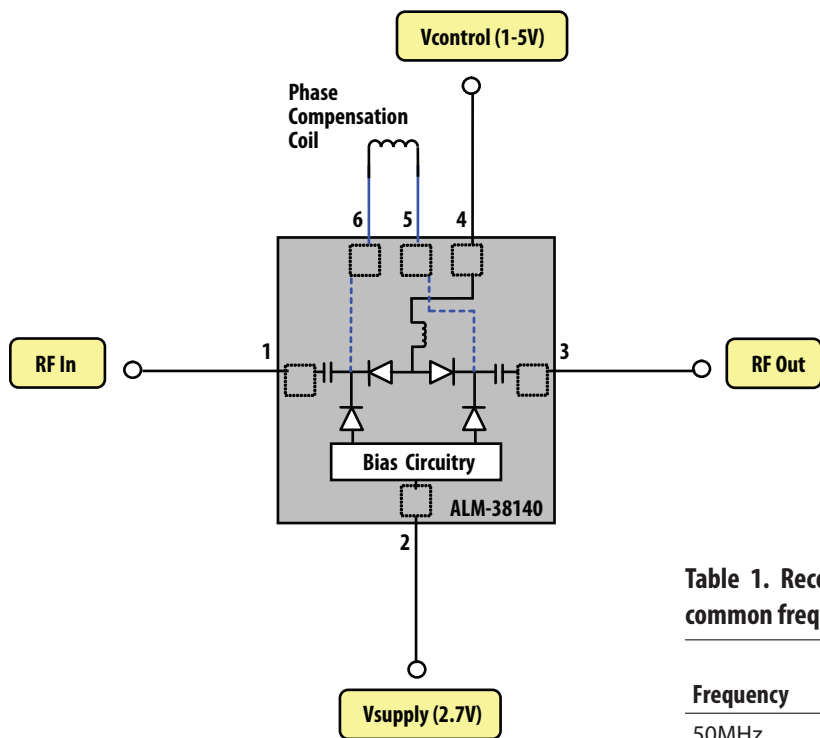 Vcontrol (1-5V)
Phase
Compensation
Coil
6
5
4
1
3
RF In
RF Out
Bias Circuitry
ALM-38140
2
Table 1. Reco
common freq
Vsupply (2.7V)
Frequency
50MHz